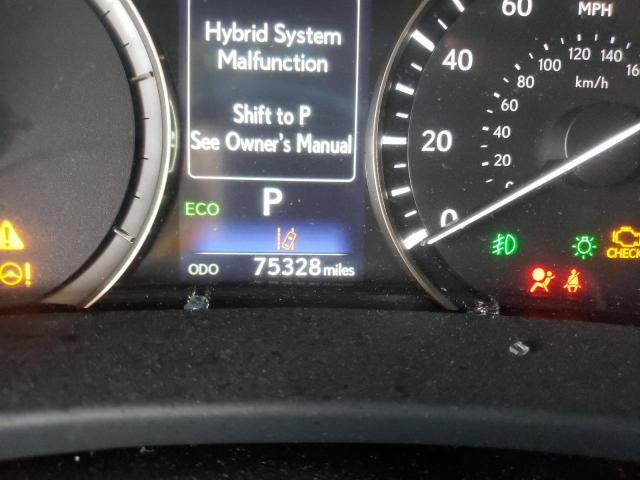 Hybrid System
Malfunction
Shift to P
See Owner's Manual
P
ECO
ODO 75328 miles
60 MPH
40
20
0
120 140
100
80 km/h
60
40
20
0
CHECK